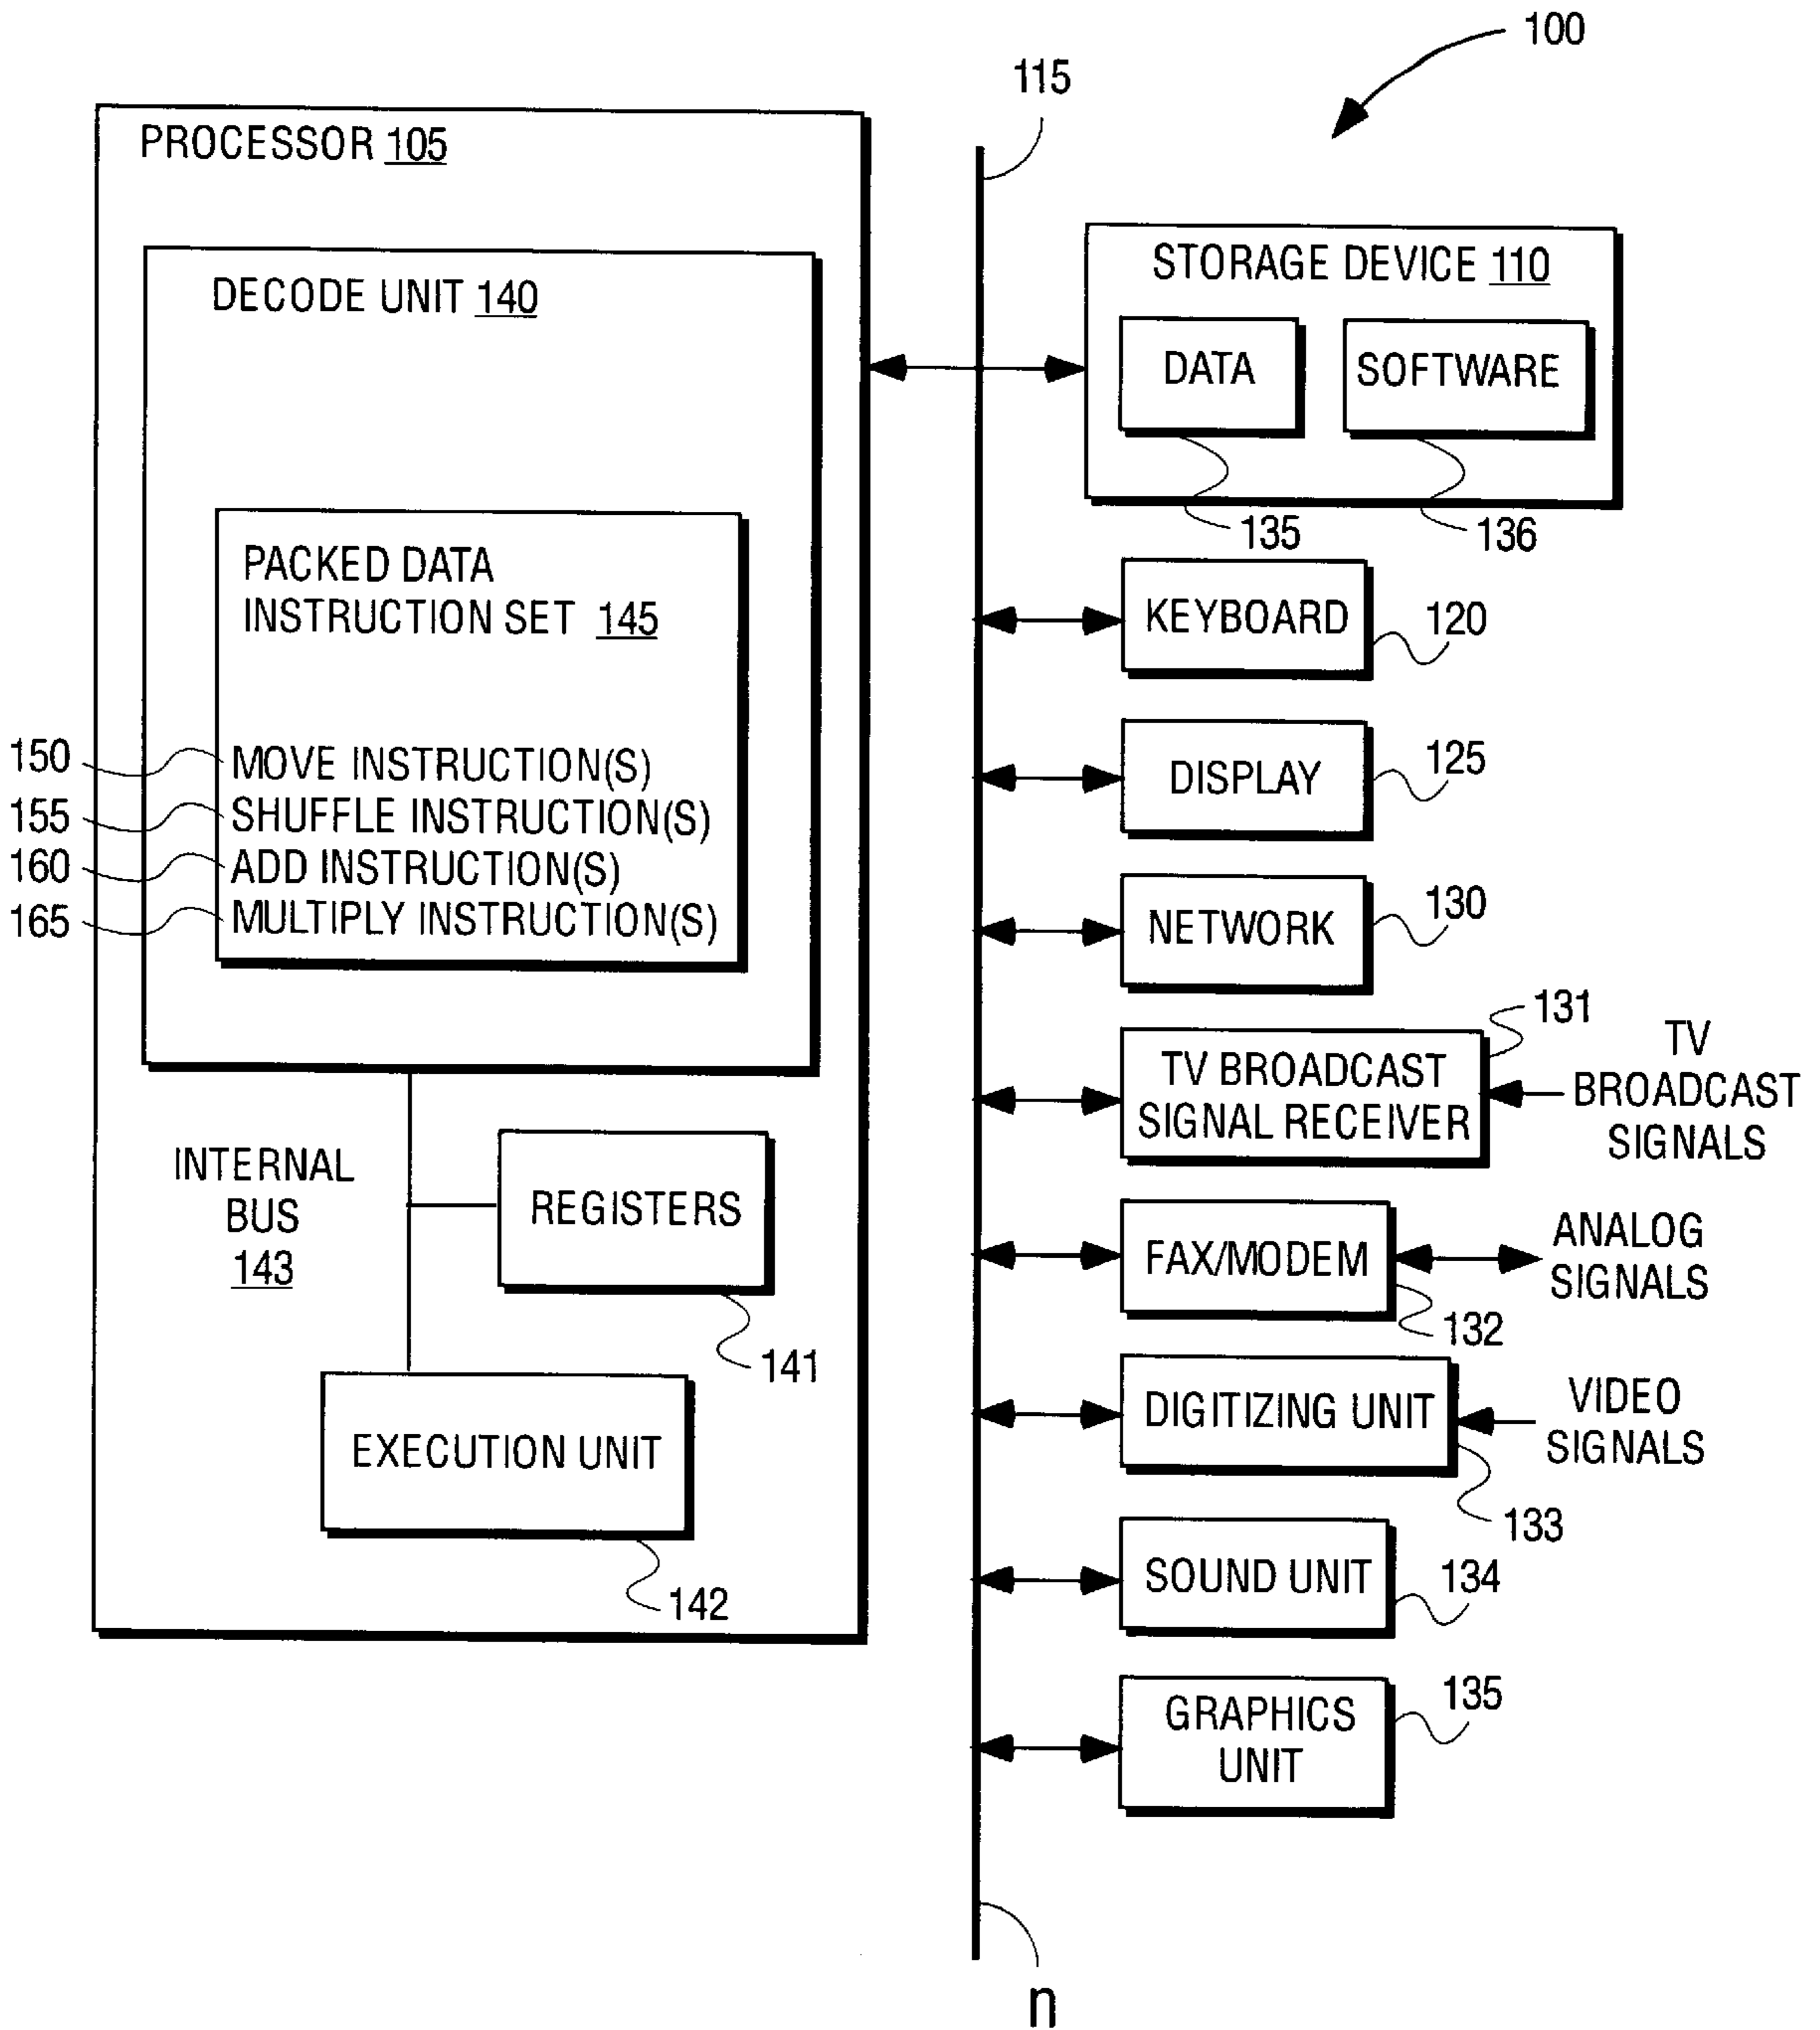 100
115
PROCESSOR 105
DECODE UNIT 140
PACKED DATA
INSTRUCTION SET 145
150
MOVE INSTRUCTION(S)
155
SHUFFLE INSTRUCTION(S)
160
ADD INSTRUCTION(S)
165
MULTIPLY INSTRUCTION(S)
INTERNAL
BUS
143
REGISTERS
141
EXECUTION UNIT
142
STORAGE DEVICE 110
DATA
SOFTWARE
135
136
KEYBOARD
120
DISPLAY
125
NETWORK
130
131
TV BROADCAST
SIGNAL RECEIVER
TV
BROADCAST
SIGNALS
FAX/MODEM
132
ANALOG
SIGNALS
DIGITIZING UNIT
133
VIDEO
SIGNALS
SOUND UNIT
134
GRAPHICS
UNIT
135
n